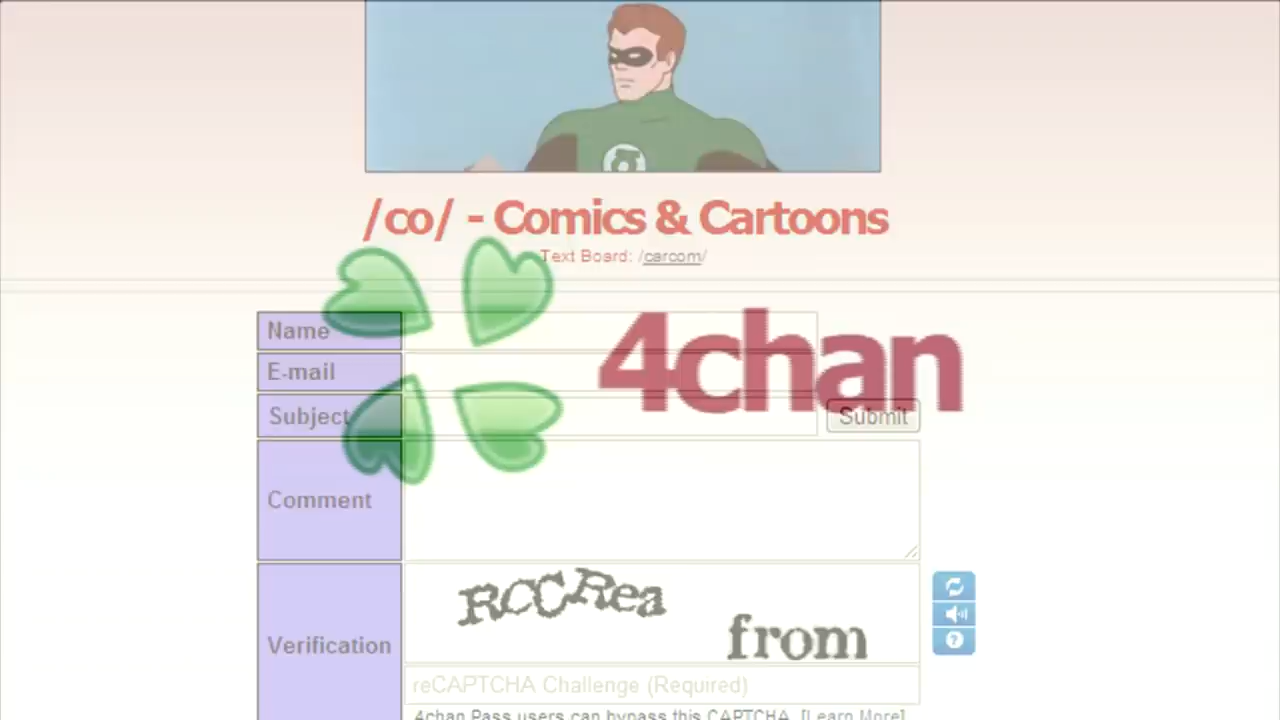 /co/ - Comics & Cartoons
Text Board: /carcom/
Name
4chan
E-mail
Subject
Submit
Comment
RCCRea from
Verification
reCAPTCHA Challenge (Required)
4chan Pass users can bypass this CAPTCHA. [Learn More]